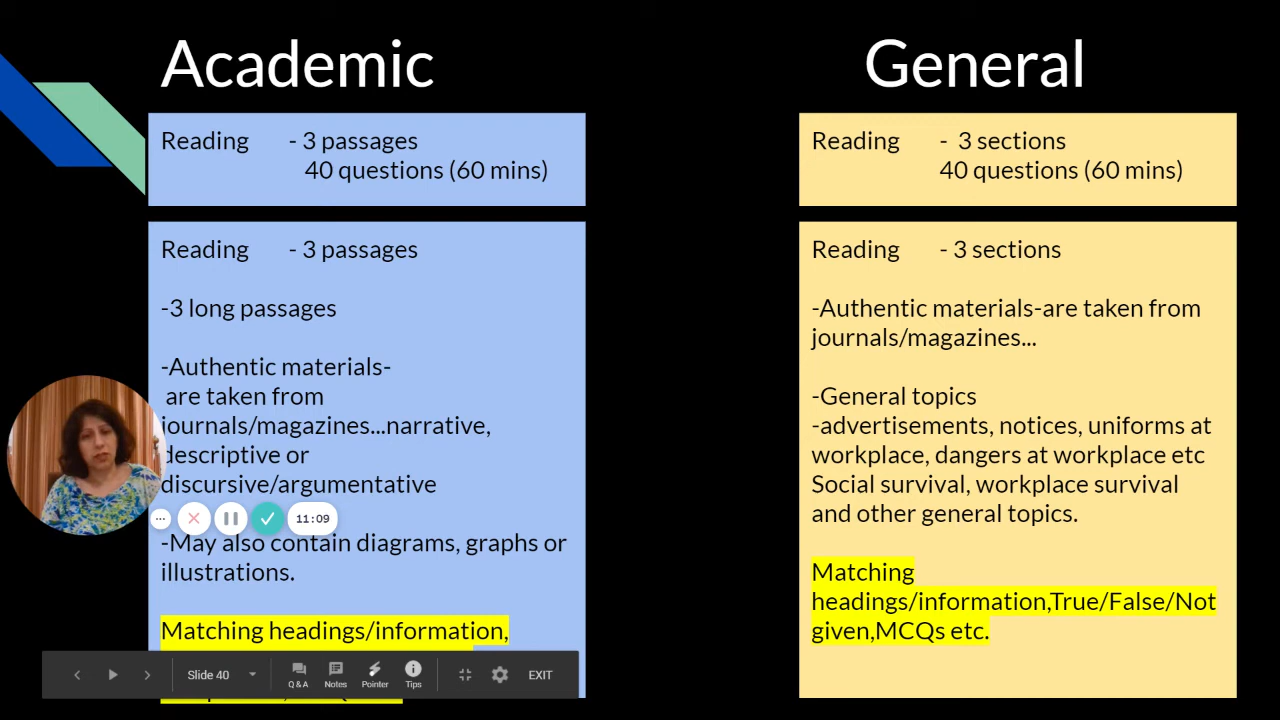 Academic
General
Reading - 3 passages
40 questions (60 mins)
Reading - 3 sections
40 questions (60 mins)
Reading - 3 passages
-3 long passages
-Authentic materials-
are taken from
journals/magazines...narrative,
descriptive or
discursive/argumentative
-May also contain diagrams, graphs or
illustrations.
Matching headings/information,
Reading - 3 sections
-Authentic materials-are taken from
journals/magazines...
-General topics
-advertisements, notices, uniforms at
workplace, dangers at workplace etc
Social survival, workplace survival
and other general topics.
Matching
headings/information,True/False/Not
given,MCQs etc.
11:09
Slide 40
Q & A
Notes
Pointer
Tips
EXIT